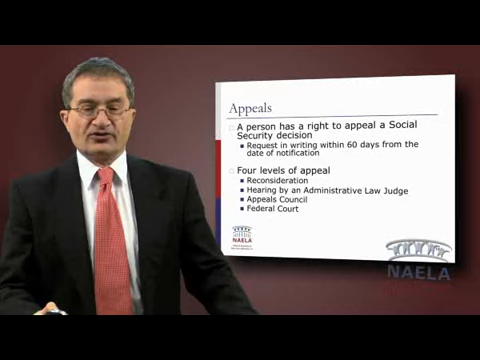 Appeals
A person has a right to appeal a Social
Security decision
Request in writing within 60 days from the
date of notification
Four levels of appeal
Reconsideration
Hearing by an Administrative Law Judge
Appeals Council
Federal Court
NAELA
NAELA